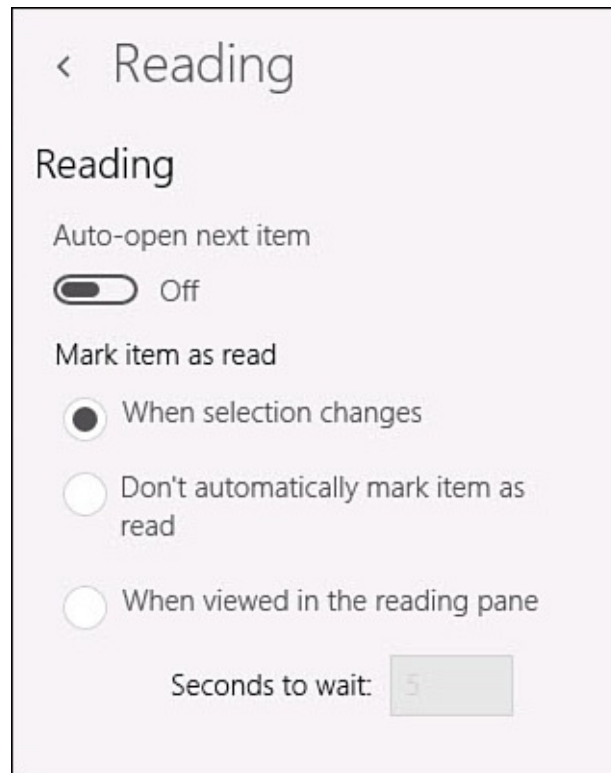 Reading
Reading
Auto-open next item
Off
Mark item as read
When selection changes
Don't automatically mark item as
read
When viewed in the reading pane
Seconds to wait: 5